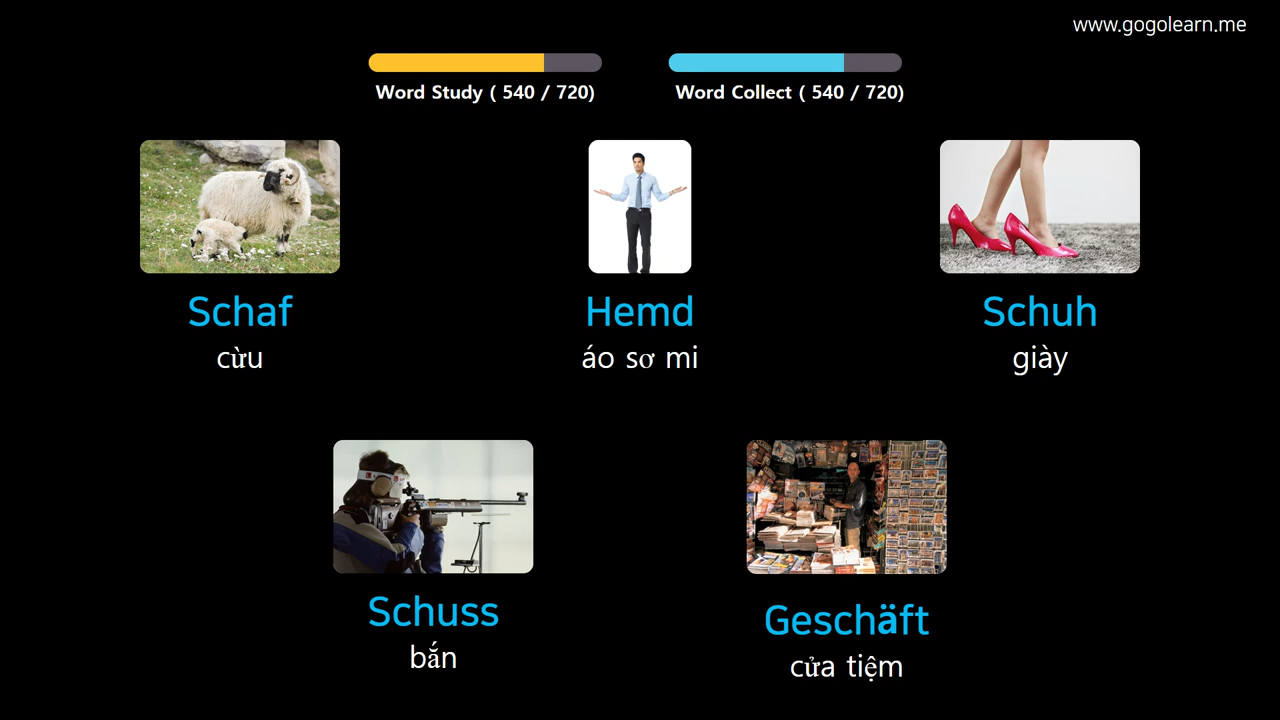 www.gogolearn.me
Word Study ( 540 / 720)
Word Collect ( 540 / 720)
Schaf
cừu
Hemd
áo sơ mi
Schuh
giày
Schuss
bắn
Geschäft
cửa tiệm